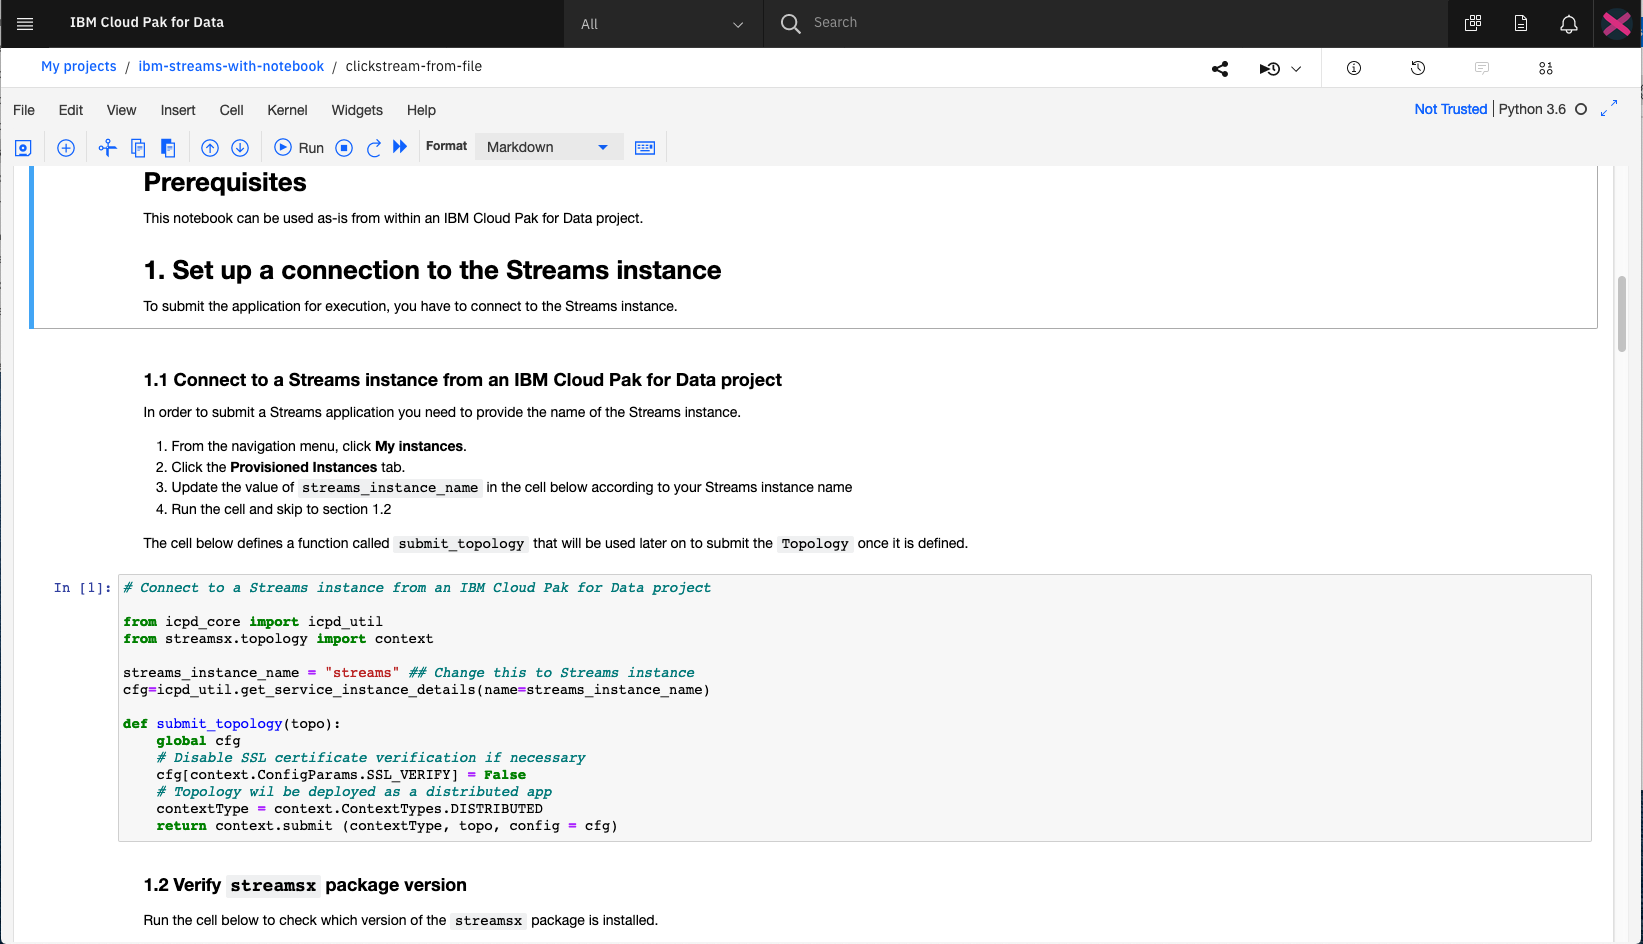 IBM Cloud Pak for Data
All
Search
My projects / ibm-streams-with-notebook / clickstream-from-file
File Edit View Insert Cell Kernel Widgets Help
Not Trusted | Python 3.6
Run
Format
Markdown
Prerequisites
This notebook can be used as-is from within an IBM Cloud Pak for Data project.
1. Set up a connection to the Streams instance
To submit the application for execution, you have to connect to the Streams instance.
1.1 Connect to a Streams instance from an IBM Cloud Pak for Data project
In order to submit a Streams application you need to provide the name of the Streams instance.
1. From the navigation menu, click My instances.
2. Click the Provisioned Instances tab.
3. Update the value of streams_instance_name in the cell below according to your Streams instance name
4. Run the cell and skip to section 1.2
The cell below defines a function called submit_topology that will be used later on to submit the Topology once it is defined.
In [1]:
# Connect to a Streams instance from an IBM Cloud Pak for Data project
from icpd_core import icpd_util
from streamsx.topology import context
streams_instance_name = "streams" ## Change this to Streams instance
cfg=icpd_util.get_service_instance_details(name=streams_instance_name)
def submit_topology(topo):
    global cfg
    # Disable SSL certificate verification if necessary
    cfg[context.ConfigParams.SSL_VERIFY] = False
    # Topology wil be deployed as a distributed app
    contextType = context.ContextTypes.DISTRIBUTED
    return context.submit (contextType, topo, config = cfg)
1.2 Verify streamsx package version
Run the cell below to check which version of the streamsx package is installed.